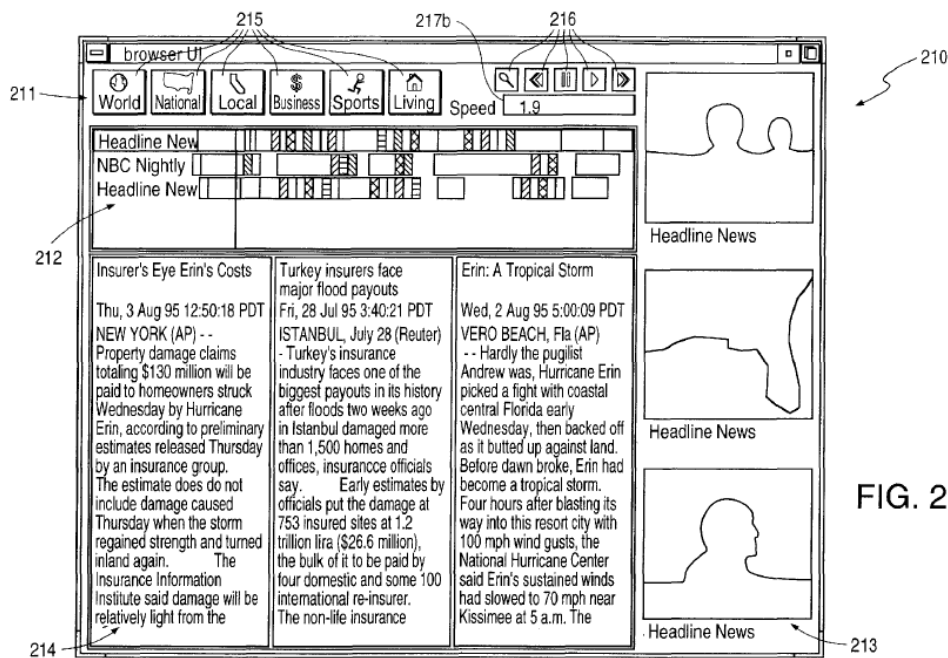 215
217b
216
browser UI
210
211
World
National
Local
Business
Sports
Living
Speed
1.9
Headline New
NBC Nightly
Headline New
212
Headline News
Insurer's Eye Erin's Costs
Thu, 3 Aug 95 12:50:18 PDT
NEW YORK (AP) - -
Property damage claims
totaling $130 million will be
paid to homeowners struck
Wednesday by Hurricane
Erin, according to preliminary
estimates released Thursday
by an insurance group.
The estimate does do not
include damage caused
Thursday when the storm
regained strength and turned
inland again. The
Insurance Information
Institute said damage will be
relatively light from the
Turkey insurers face
major flood payouts
Fri, 28 Jul 95 3:40:21 PDT
ISTANBUL, July 28 (Reuter)
- Turkey's insurance
industry faces one of the
biggest payouts in its history
after floods two weeks ago
in Istanbul damaged more
than 1,500 homes and
offices, insurancce officials
say. Early estimates by
officials put the damage at
753 insured sites at 1.2
trillion lira ($26.6 million),
the bulk of it to be paid by
four domestic and some 100
international re-insurer.
The non-life insurance
Erin: A Tropical Storm
Wed, 2 Aug 95 5:00:09 PDT
VERO BEACH, Fla (AP)
- - Hardly the pugilist
Andrew was, Hurricane Erin
picked a fight with coastal
central Florida early
Wednesday, then backed off
as it butted up against land.
Before dawn broke, Erin had
become a tropical storm.
Four hours after blasting its
way into this resort city with
100 mph wind gusts, the
National Hurricane Center
said Erin's sustained winds
had slowed to 70 mph near
Kissimee at 5 a.m. The
Headline News
FIG. 2
Headline News
214
213